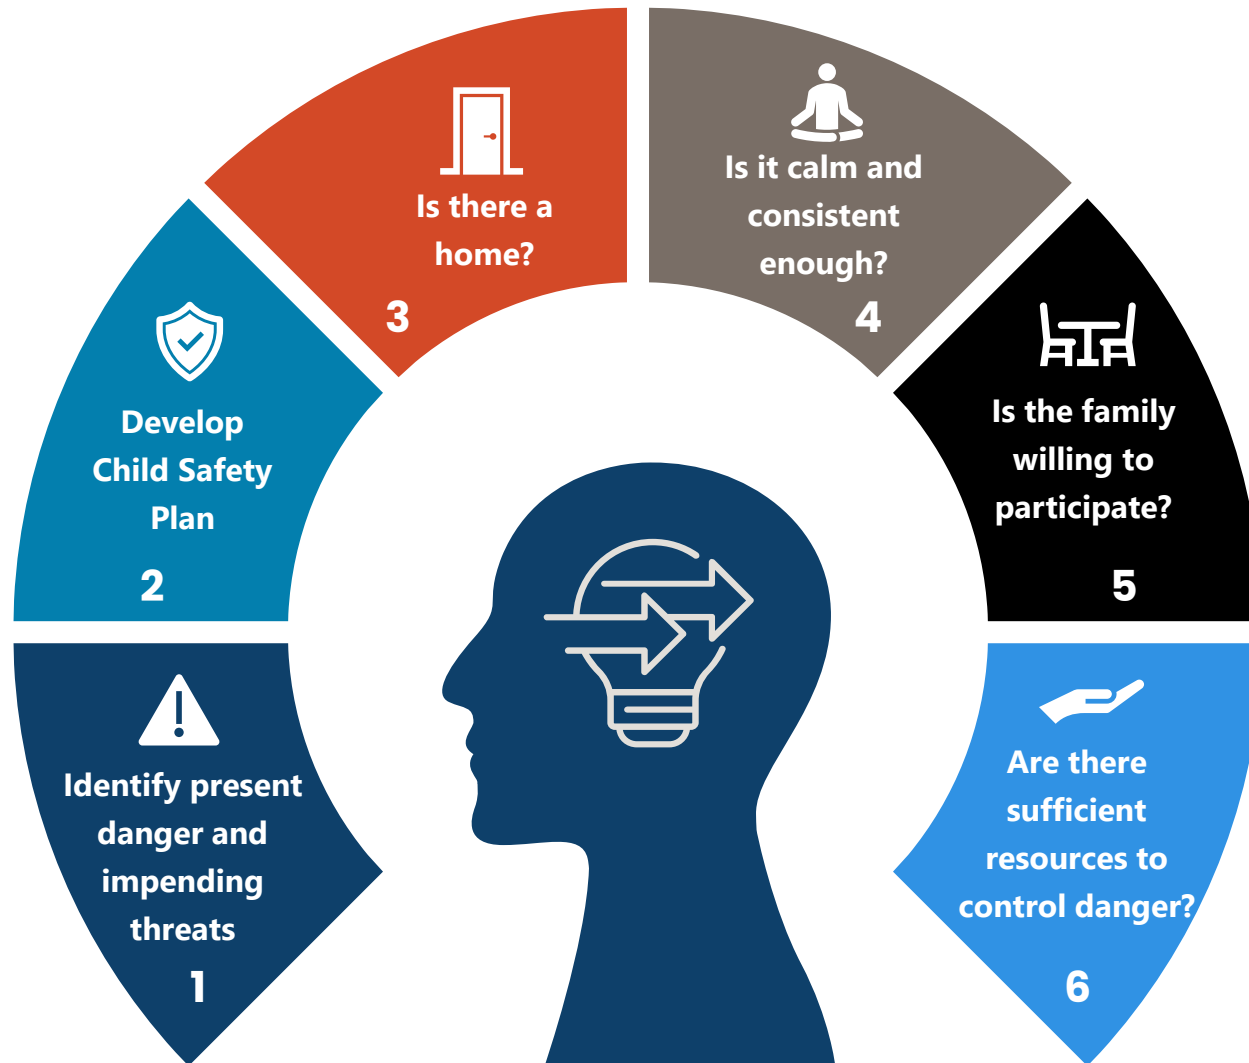 Identify present
danger and
impending
threats
1
Develop
Child Safety
Plan
2
Is there a
home?
3
Is it calm and
consistent
enough?
4
Is the family
willing to
participate?
5
Are there
sufficient
resources to
control danger?
6